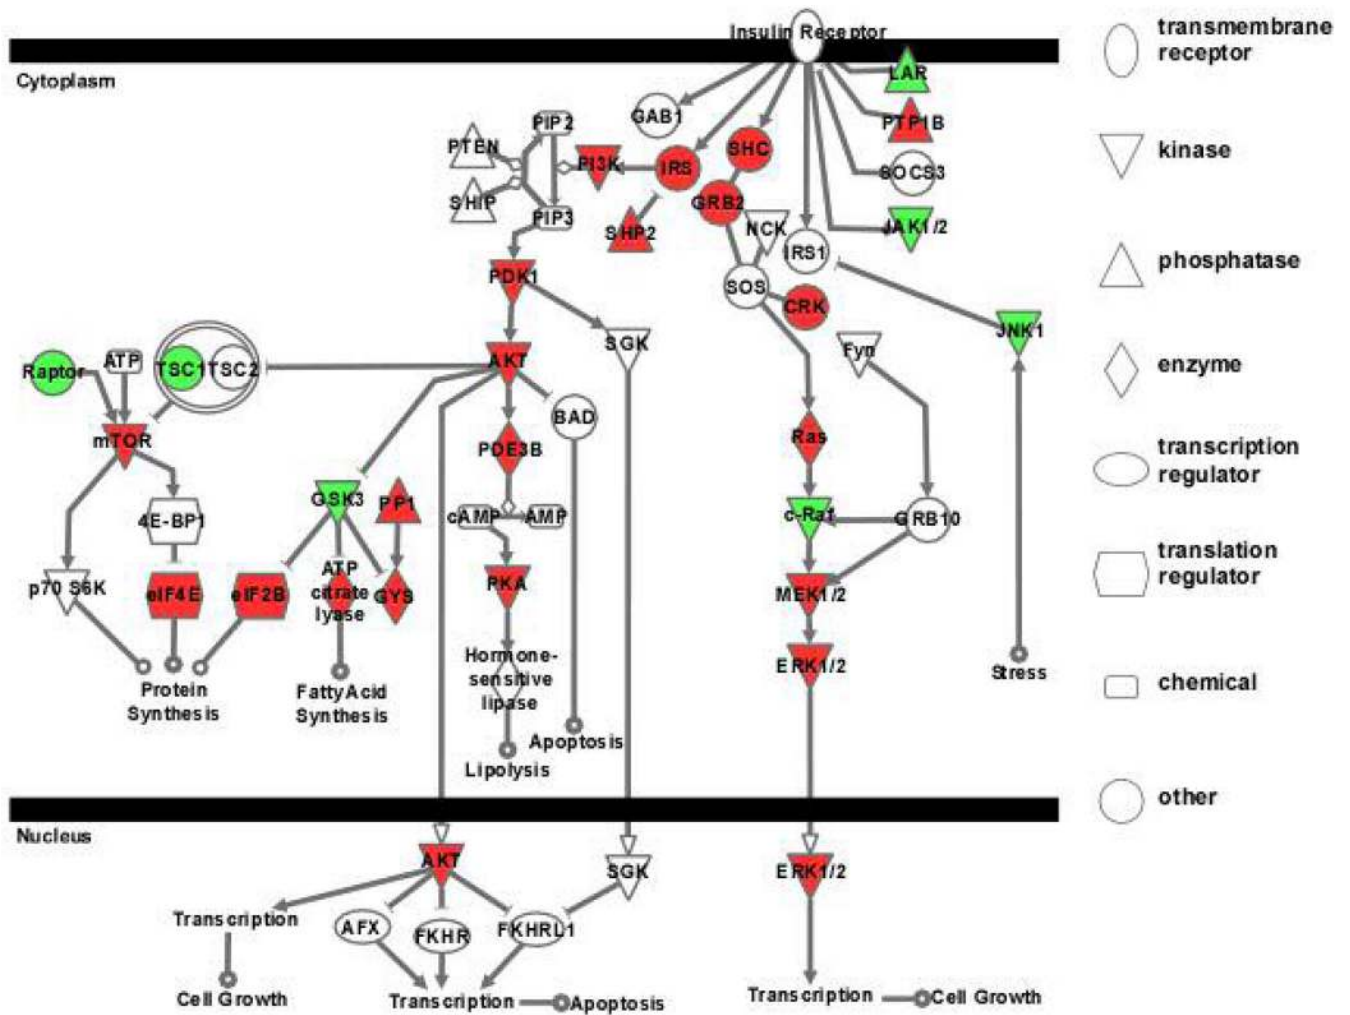 Insulin Receptor
Cytoplasm
LAR
GAB1
PTP1B
PIP2
PTEN
SHC
PI3K
IRS
SOCS3
SHIP
GRB2
PIP3
SHP2
NCK
JAK1/2
IRS1
PDK1
SOS
CRK
JNK1
SGK
Fyn
Raptor
ATP
TSC1
TSC2
AKT
BAD
mTOR
PDE3B
Ras
GSK3
PP1
4E-BP1
cAMP
AMP
c-Raf
GRB10
p70 S6K
eIF4E
eIF2B
ATP
citrate
lyase
GYS
PKA
MEK1/2
Hormone-
sensitive
lipase
ERK1/2
Stress
Protein
Synthesis
Fatty Acid
Synthesis
Apoptosis
Lipolysis
Nucleus
AKT
SGK
ERK1/2
Transcription
AFX
FKHR
FKHRL1
Cell Growth
Transcription
Apoptosis
Transcription
Cell Growth
transmembrane
receptor
kinase
phosphatase
enzyme
transcription
regulator
translation
regulator
chemical
other